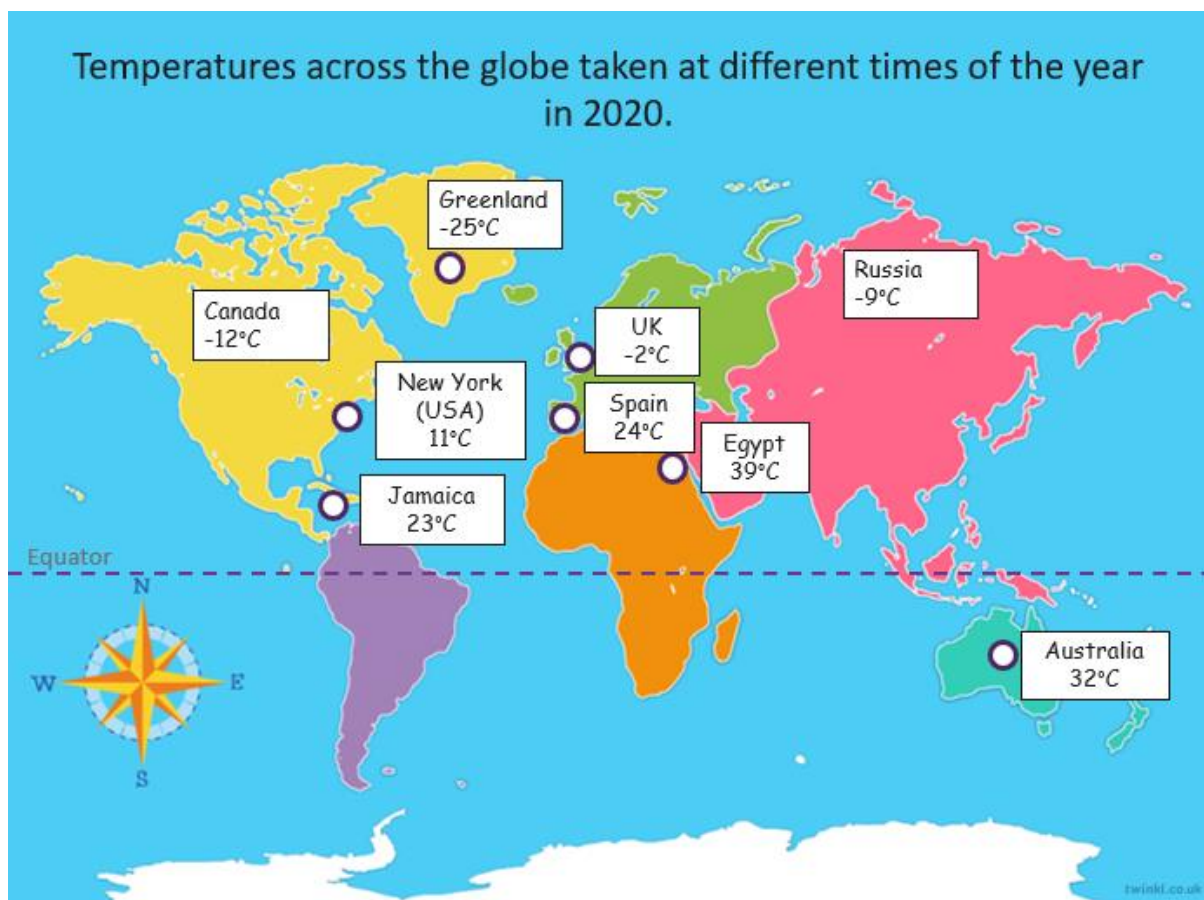 Temperatures across the globe taken at different times of the year
in 2020.
Greenland
-25°C
Canada
-12°C
Russia
-9°C
UK
-2°C
New York
(USA)
11°C
Spain
24°C
Egypt
39°C
Jamaica
23°C
Equator
N
W
E
S
Australia
32°C
twinkl.co.uk